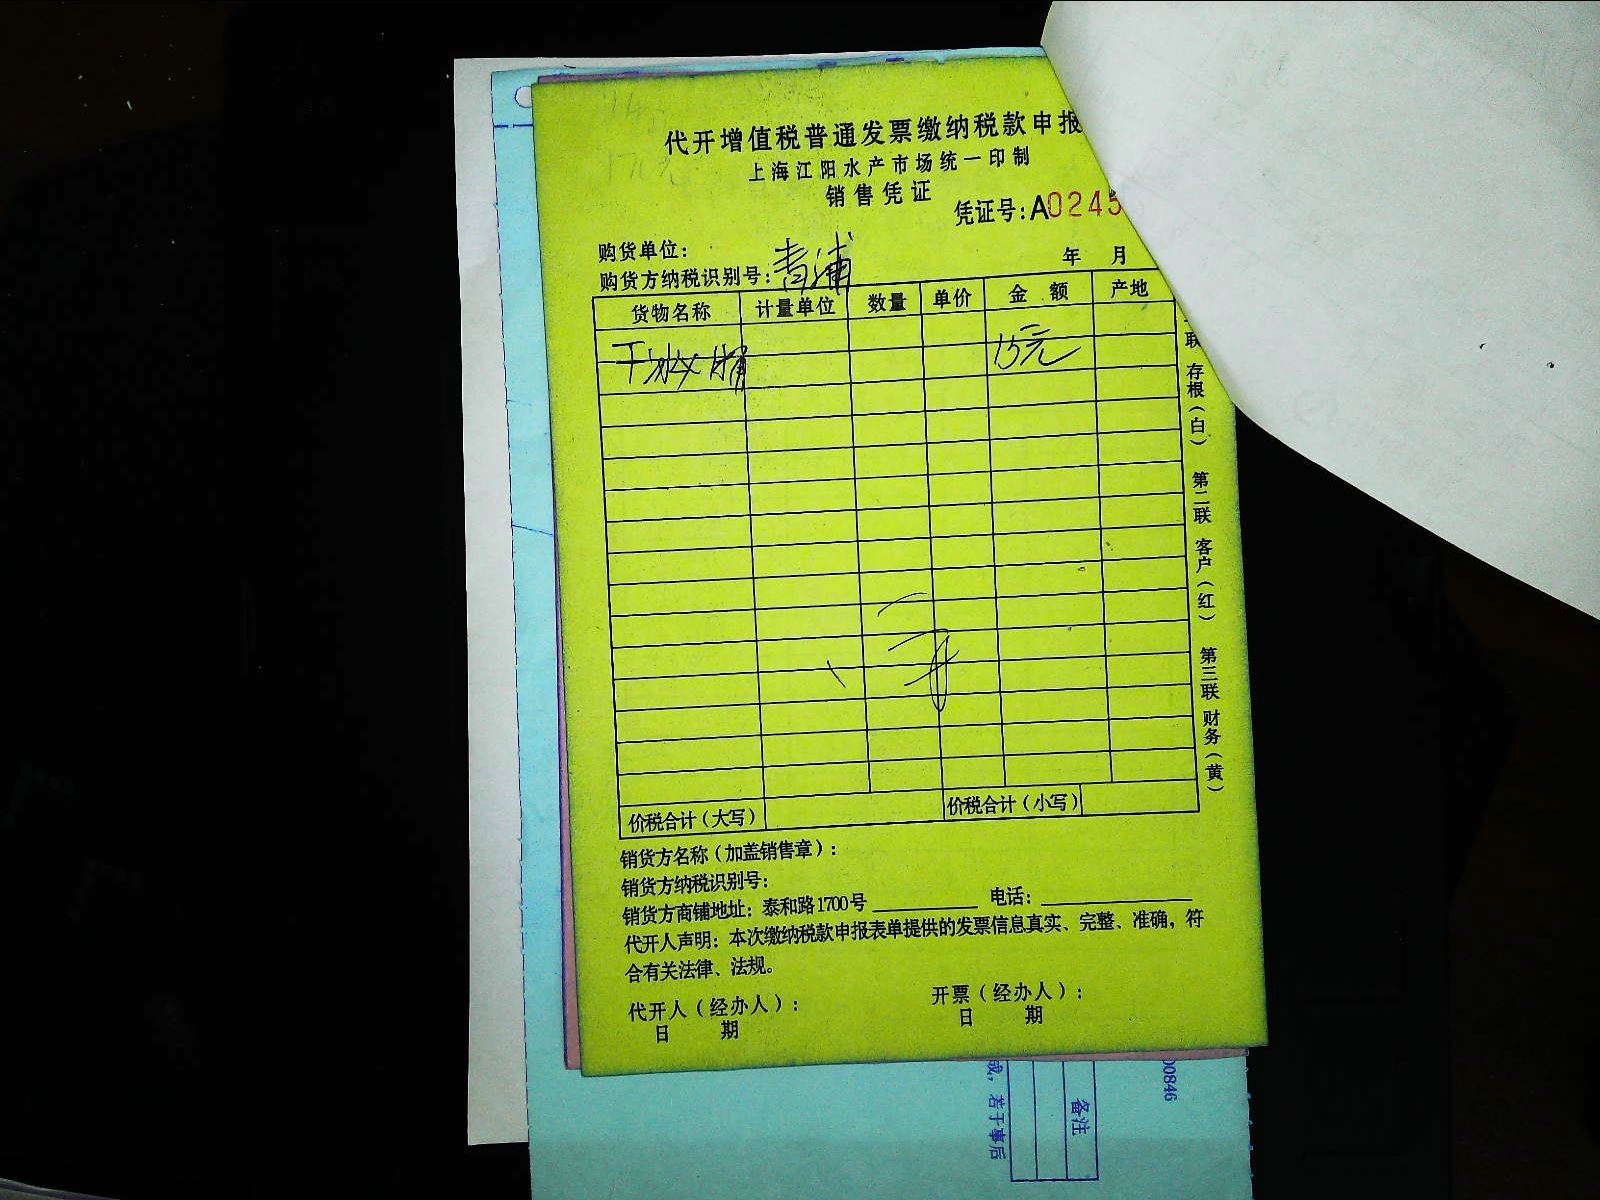 代开增值税普通发票缴纳税款申报
上海江阳水产市场统一印制
销售凭证
凭证号:A0245
购货单位:
购货方纳税识别号: 青浦
年 月
货物名称 计量单位 数量 单价 金额 产地
15元
价税合计(大写) 价税合计(小写)
销货方名称(加盖销售章):
销货方纳税识别号:
销货方商铺地址: 泰和路1700号 电话:
代开人声明: 本次缴纳税款申报表单提供的发票信息真实、完整、准确, 符
合有关法律、法规。
代开人(经办人): 开票(经办人):
日 期 日 期
联 存根(白) 第二联 客户(红) 第三联 财务(黄)
00846
备注
成, 若于事后